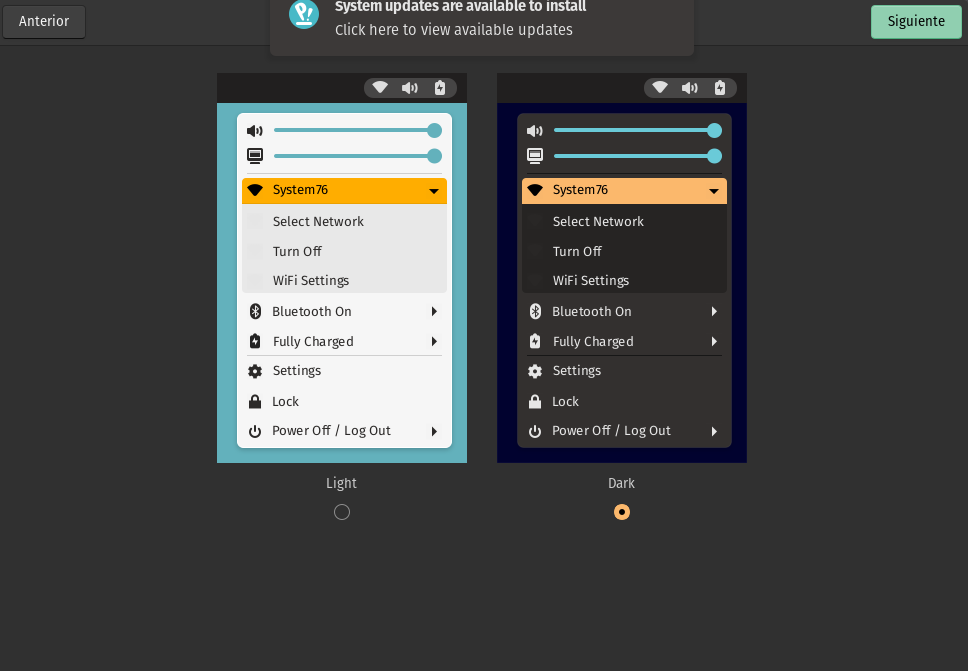 Anterior
System updates are available to install
Click here to view available updates
Siguiente
System76
Select Network
Turn Off
WiFi Settings
Bluetooth On
Fully Charged
Settings
Lock
Power Off / Log Out
Light
System76
Select Network
Turn Off
WiFi Settings
Bluetooth On
Fully Charged
Settings
Lock
Power Off / Log Out
Dark